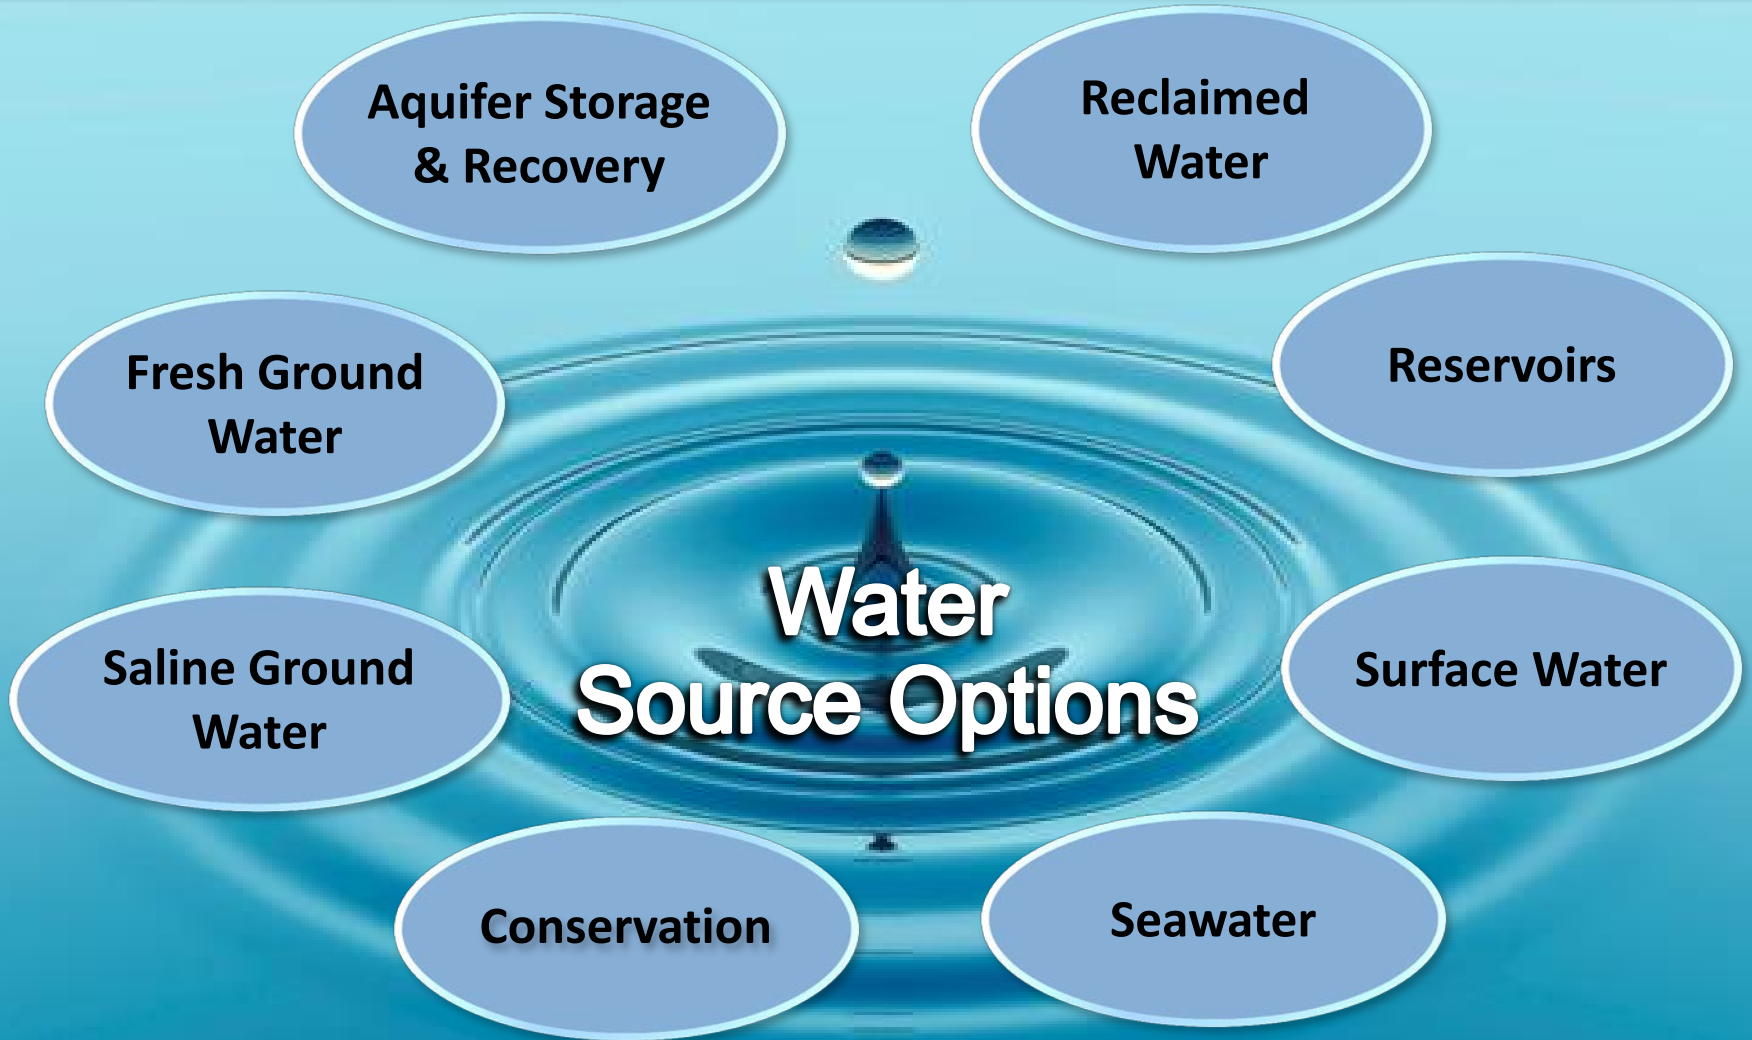 Aquifer Storage
& Recovery
Reclaimed
Water
Fresh Ground
Water
Reservoirs
Water
Source Options
Saline Ground
Water
Surface Water
Conservation
Seawater